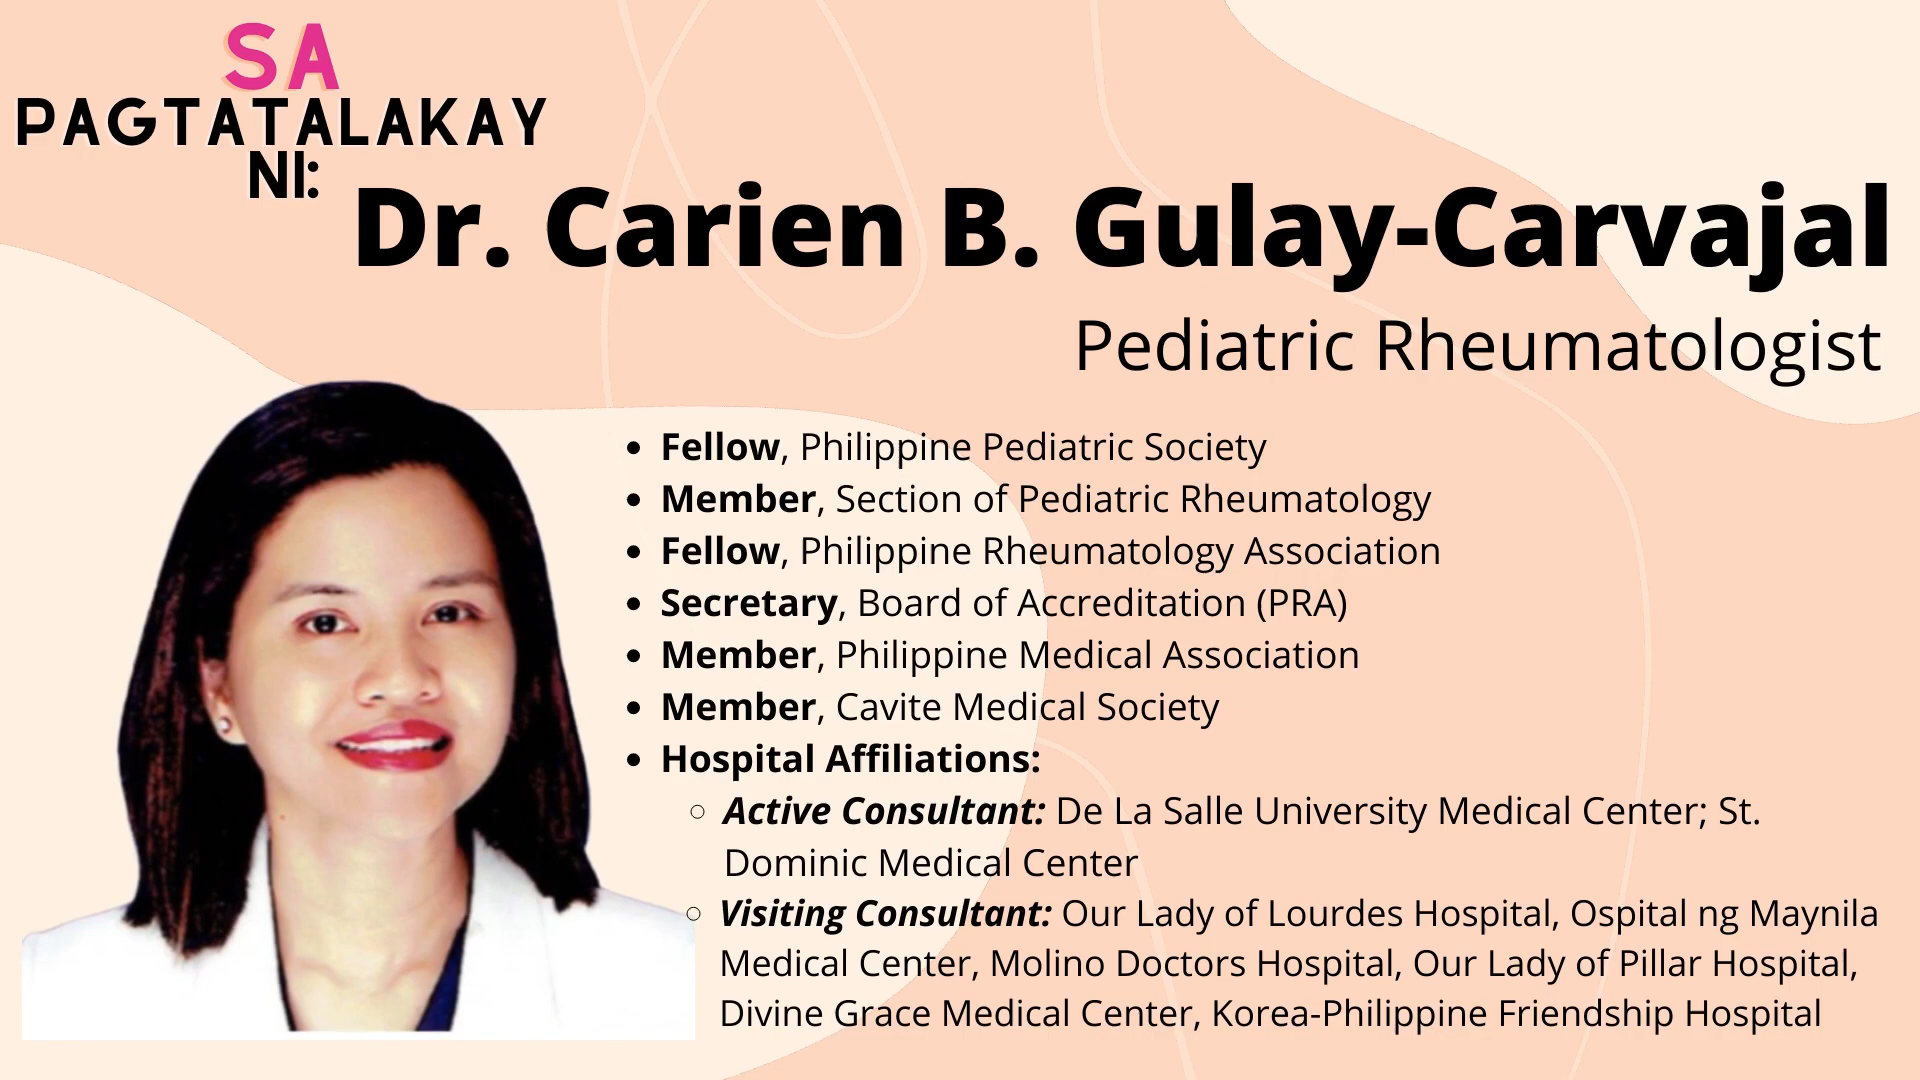 SA
PAGTATALAKAY
NI:
Dr. Carien B. Gulay-Carvajal
Pediatric Rheumatologist
• Fellow, Philippine Pediatric Society
• Member, Section of Pediatric Rheumatology
• Fellow, Philippine Rheumatology Association
• Secretary, Board of Accreditation (PRA)
• Member, Philippine Medical Association
• Member, Cavite Medical Society
• Hospital Affiliations:
○ Active Consultant: De La Salle University Medical Center; St.
Dominic Medical Center
○ Visiting Consultant: Our Lady of Lourdes Hospital, Ospital ng Maynila
Medical Center, Molino Doctors Hospital, Our Lady of Pillar Hospital,
Divine Grace Medical Center, Korea-Philippine Friendship Hospital